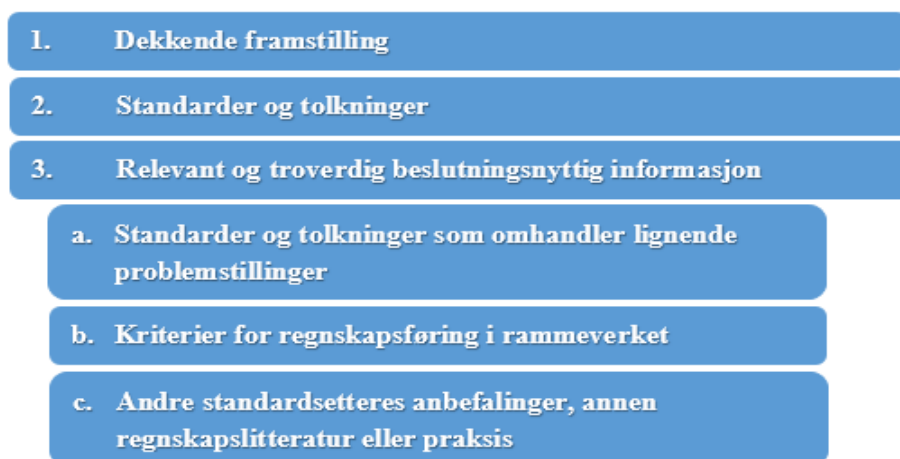 1. Dekkende framstilling
2. Standarder og tolkninger
3. Relevant og troverdig beslutningsnyttig informasjon
a. Standarder og tolkninger som omhandler lignende
problemstillinger
b. Kriterier for regnskapsføring i rammeverket
c. Andre standardsetteres anbefalinger, annen
regnskapslitteratur eller praksis